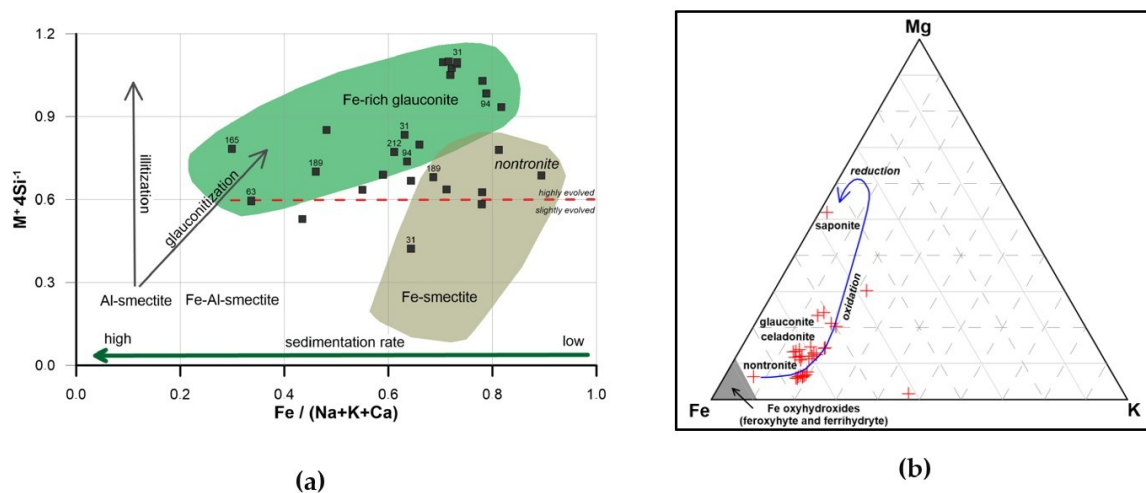 1.2
0.9
0.6
0.3
0.0
M⁺ 4Si⁻¹
illitization
glauconitization
Fe-rich glauconite
31
94
165
31
212
94
189
189
63
31
nontronite
highly evolved
slightly evolved
Al-smectite
Fe-Al-smectite
Fe-smectite
high
sedimentation rate
low
0.0
0.2
0.4
0.6
0.8
1.0
Fe / (Na+K+Ca)
(a)
Mg
reduction
saponite
oxidation
glauconite
celadonite
nontronite
Fe
K
Fe oxyhydroxides
(feroxyhyte and ferrihydryte)
(b)